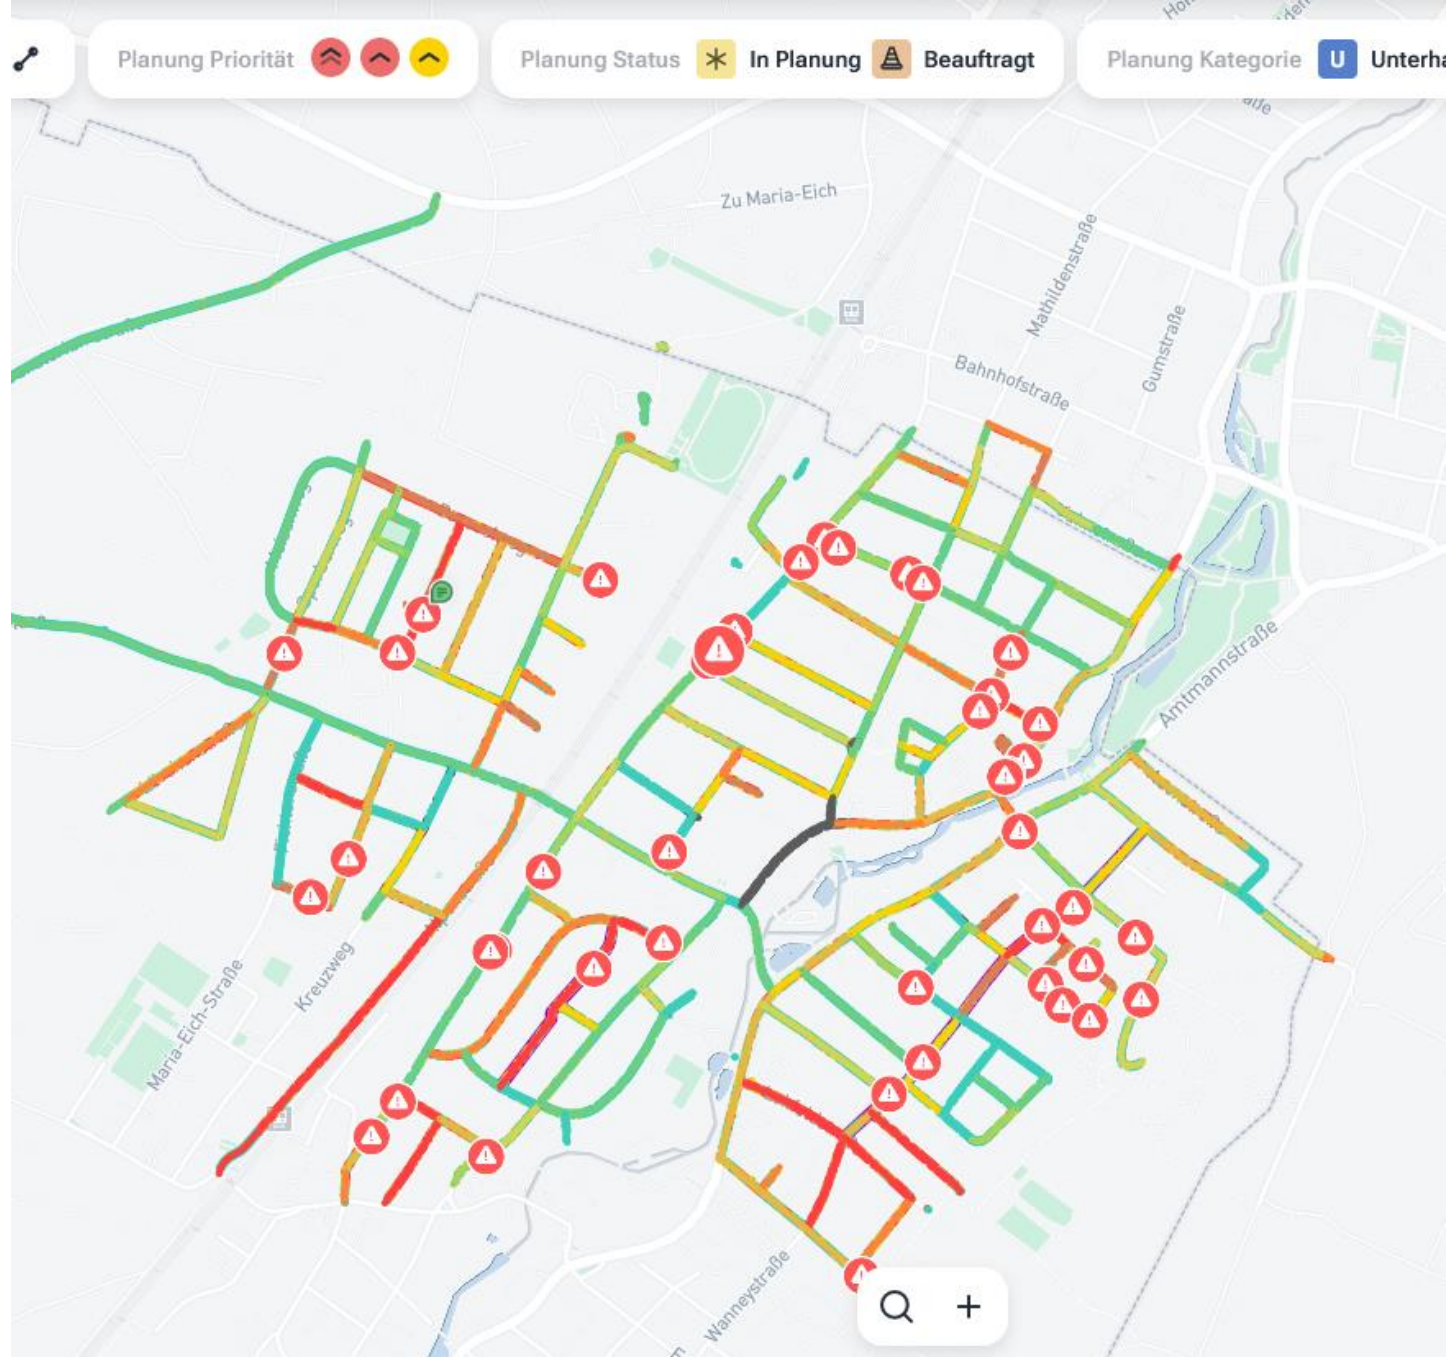 Planung Priorität
Planung Status In Planung Beauftragt
Planung Kategorie U
Zu Maria-Eich
Mathildenstraße
Gumstraße
Bahnhofstraße
Amtmannstraße
Kreuzweg
Maria-Eich-Straße
Wanneystraße